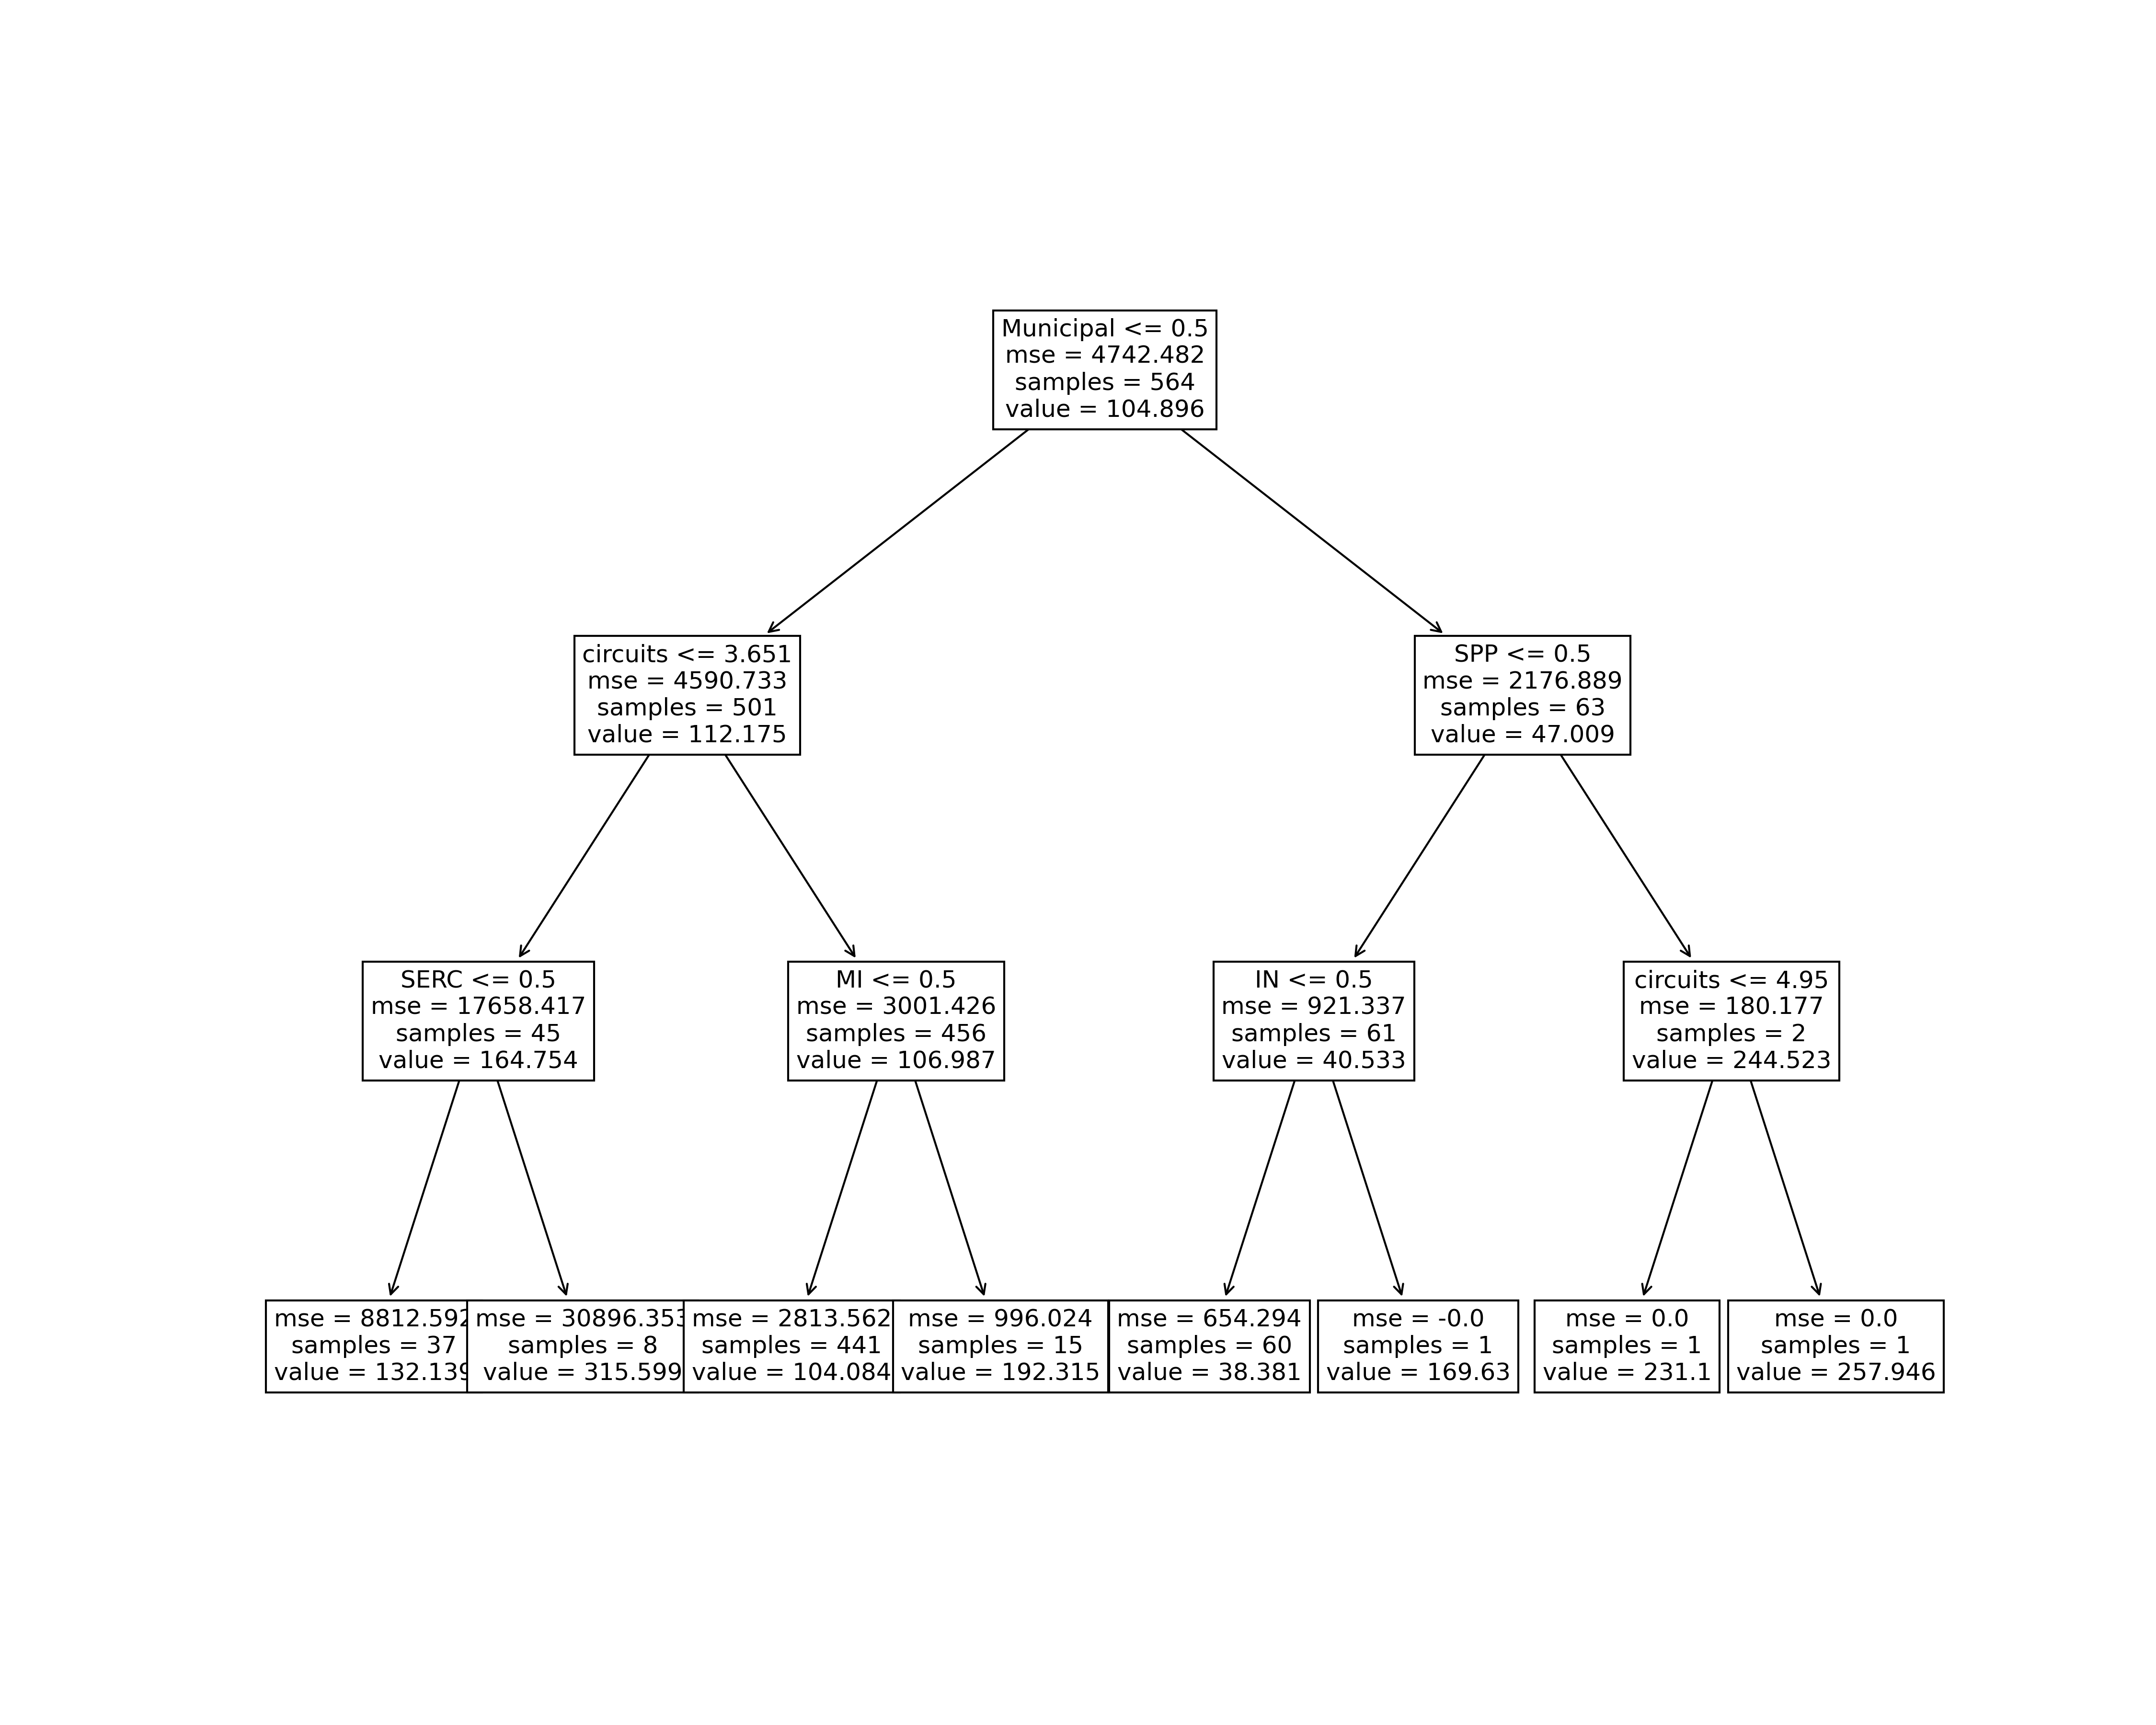 Municipal <= 0.5
mse = 4742.482
samples = 564
value = 104.896
circuits <= 3.651
mse = 4590.733
samples = 501
value = 112.175
SPP <= 0.5
mse = 2176.889
samples = 63
value = 47.009
SERC <= 0.5
mse = 17658.417
samples = 45
value = 164.754
MI <= 0.5
mse = 3001.426
samples = 456
value = 106.987
IN <= 0.5
mse = 921.337
samples = 61
value = 40.533
circuits <= 4.95
mse = 180.177
samples = 2
value = 244.523
mse = 8812.592
samples = 37
value = 132.139
mse = 30896.353
samples = 8
value = 315.599
mse = 2813.562
samples = 441
value = 104.084
mse = 996.024
samples = 15
value = 192.315
mse = 654.294
samples = 60
value = 38.381
mse = -0.0
samples = 1
value = 169.63
mse = 0.0
samples = 1
value = 231.1
mse = 0.0
samples = 1
value = 257.946